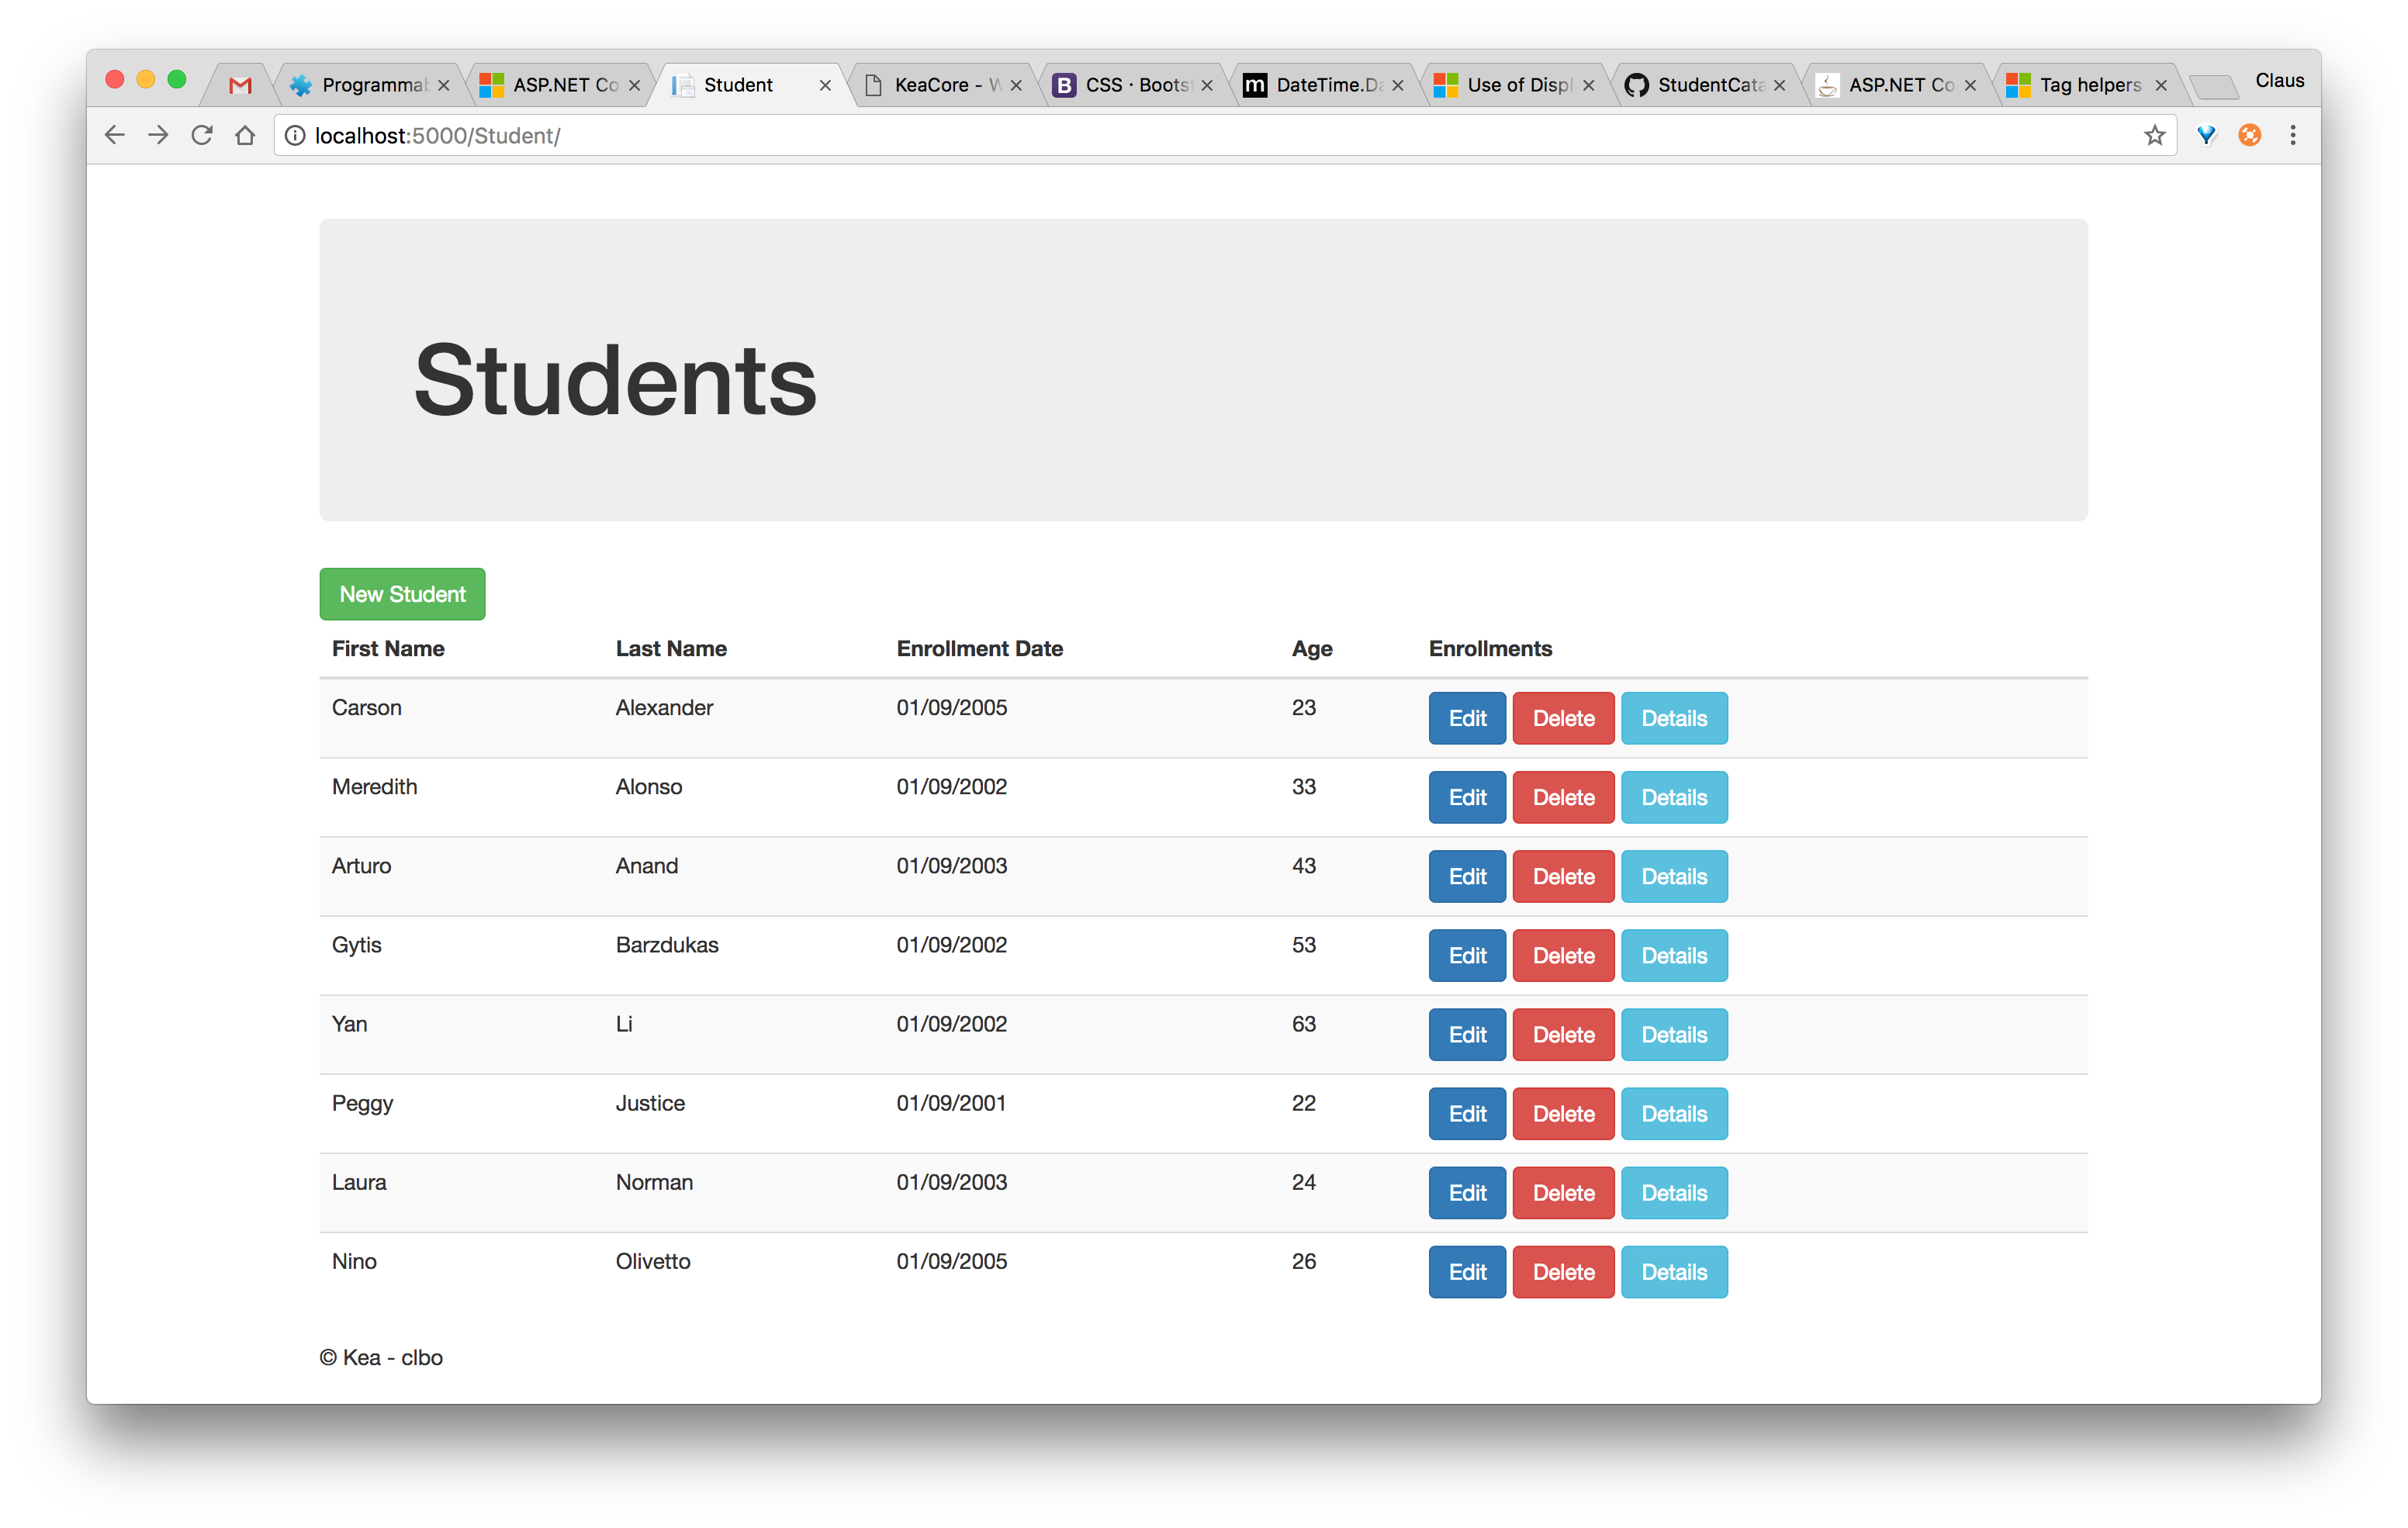 Programmab ASP.NET Co Student KeaCore - W CSS · Bootst DateTime.Da Use of Displ StudentCata ASP.NET Co Tag helpers Claus
localhost:5000/Student/
Students
New Student
First Name Last Name Enrollment Date Age Enrollments
Carson Alexander 01/09/2005 23 Edit Delete Details
Meredith Alonso 01/09/2002 33 Edit Delete Details
Arturo Anand 01/09/2003 43 Edit Delete Details
Gytis Barzdukas 01/09/2002 53 Edit Delete Details
Yan Li 01/09/2002 63 Edit Delete Details
Peggy Justice 01/09/2001 22 Edit Delete Details
Laura Norman 01/09/2003 24 Edit Delete Details
Nino Olivetto 01/09/2005 26 Edit Delete Details
© Kea - clbo